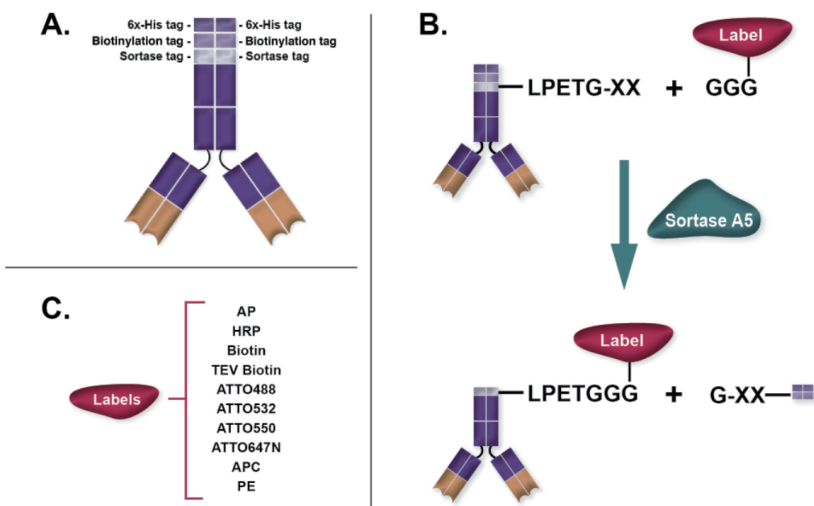 A.
6x-His tag - - 6x-His tag
Biotinylation tag - - Biotinylation tag
Sortase tag - - Sortase tag
B.
Label
LPETG-XX + GGG
Sortase A5
Label
LPETGGG + G-XX
C.
Labels
AP
HRP
Biotin
TEV Biotin
ATTO488
ATTO532
ATTO550
ATTO647N
APC
PE